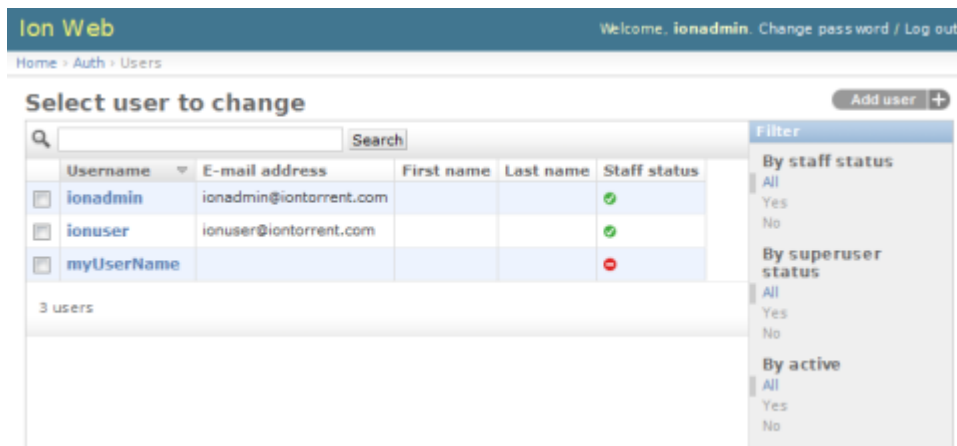 Ion Web
Welcome, ionadmin. Change password / Log out
Home › Auth › Users
Select user to change
Add user +
Search
Username E-mail address First name Last name Staff status
ionadmin ionadmin@iontorrent.com
ionuser ionuser@iontorrent.com
myUserName
3 users
Filter
By staff status
All
Yes
No
By superuser
status
All
Yes
No
By active
All
Yes
No